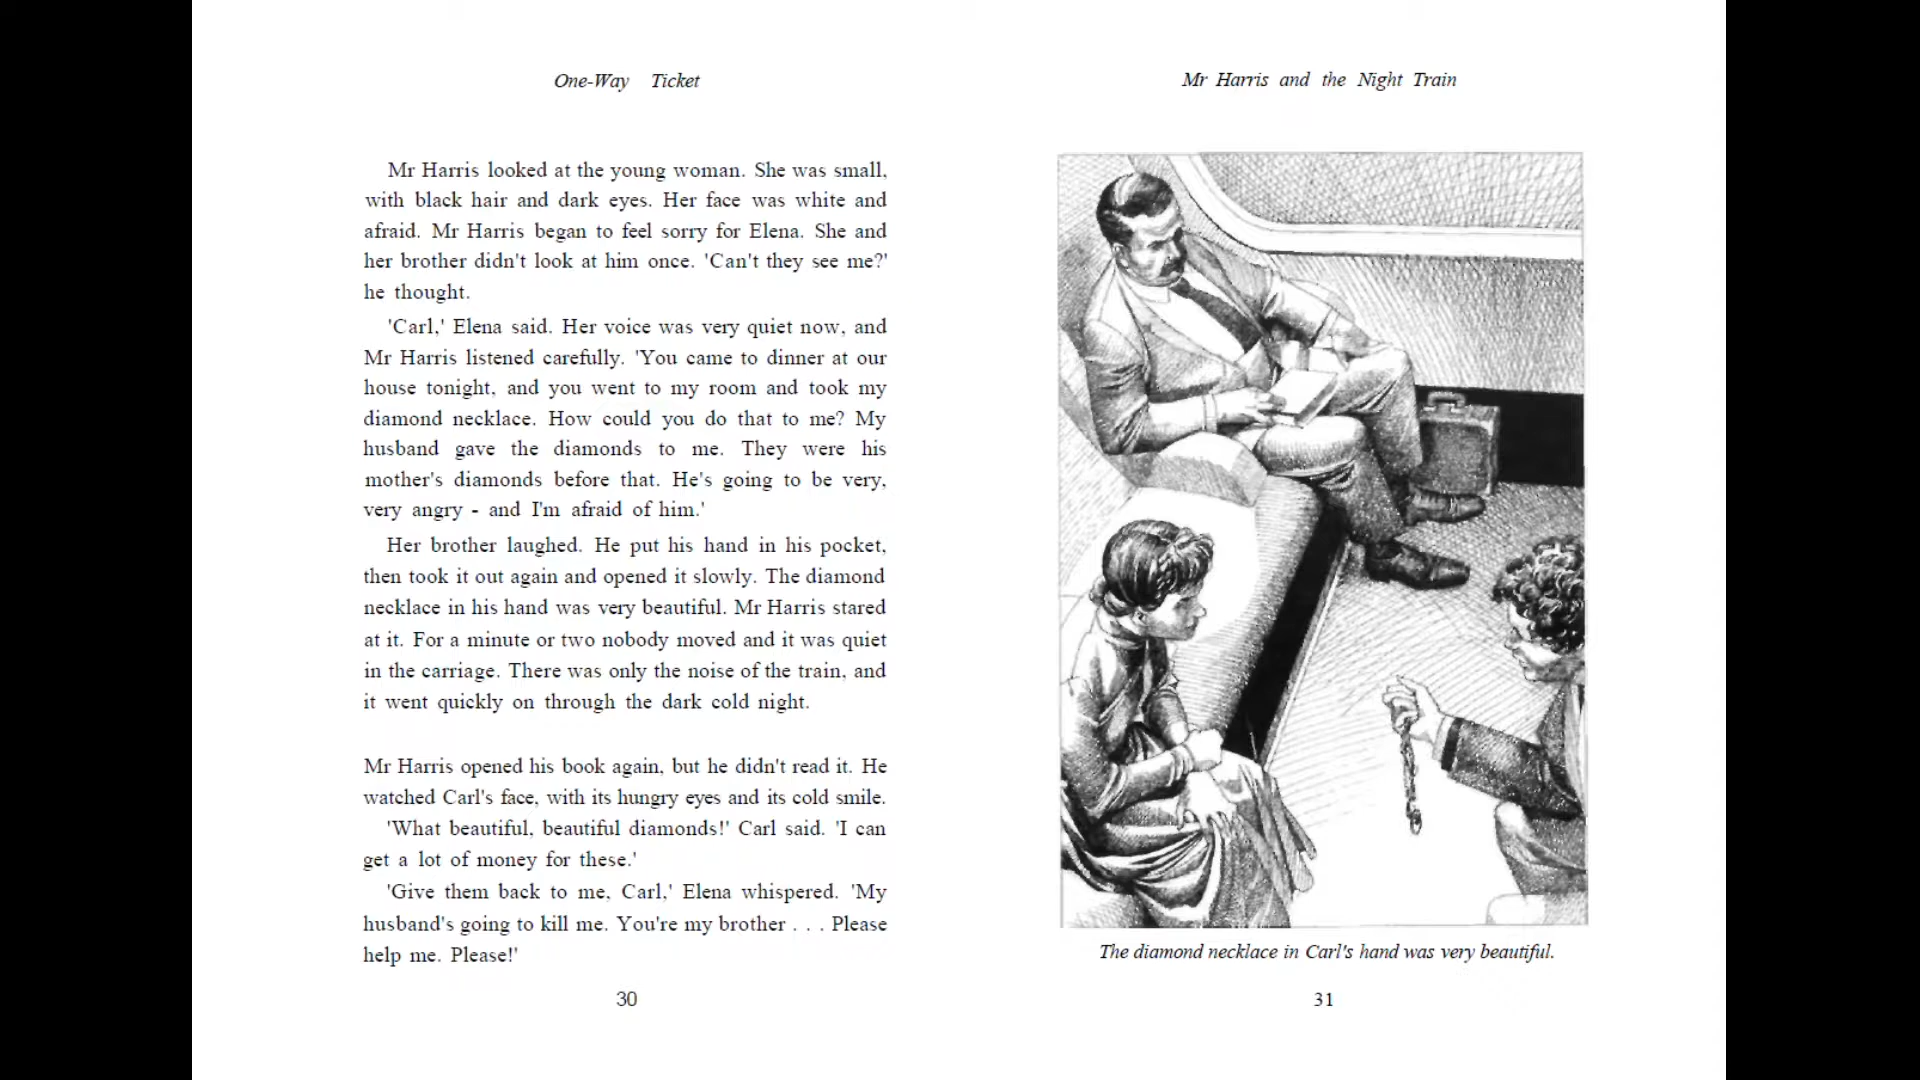 One-Way Ticket
Mr Harris looked at the young woman. She was small,
with black hair and dark eyes. Her face was white and
afraid. Mr Harris began to feel sorry for Elena. She and
her brother didn't look at him once. 'Can't they see me?'
he thought.
'Carl,' Elena said. Her voice was very quiet now, and
Mr Harris listened carefully. 'You came to dinner at our
house tonight, and you went to my room and took my
diamond necklace. How could you do that to me? My
husband gave the diamonds to me. They were his
mother's diamonds before that. He's going to be very,
very angry - and I'm afraid of him.'
Her brother laughed. He put his hand in his pocket,
then took it out again and opened it slowly. The diamond
necklace in his hand was very beautiful. Mr Harris stared
at it. For a minute or two nobody moved and it was quiet
in the carriage. There was only the noise of the train, and
it went quickly on through the dark cold night.
Mr Harris opened his book again, but he didn't read it. He
watched Carl's face, with its hungry eyes and its cold smile.
'What beautiful, beautiful diamonds!' Carl said. 'I can
get a lot of money for these.'
'Give them back to me, Carl,' Elena whispered. 'My
husband's going to kill me. You're my brother . . . Please
help me. Please!'
30
Mr Harris and the Night Train
The diamond necklace in Carl's hand was very beautiful.
31